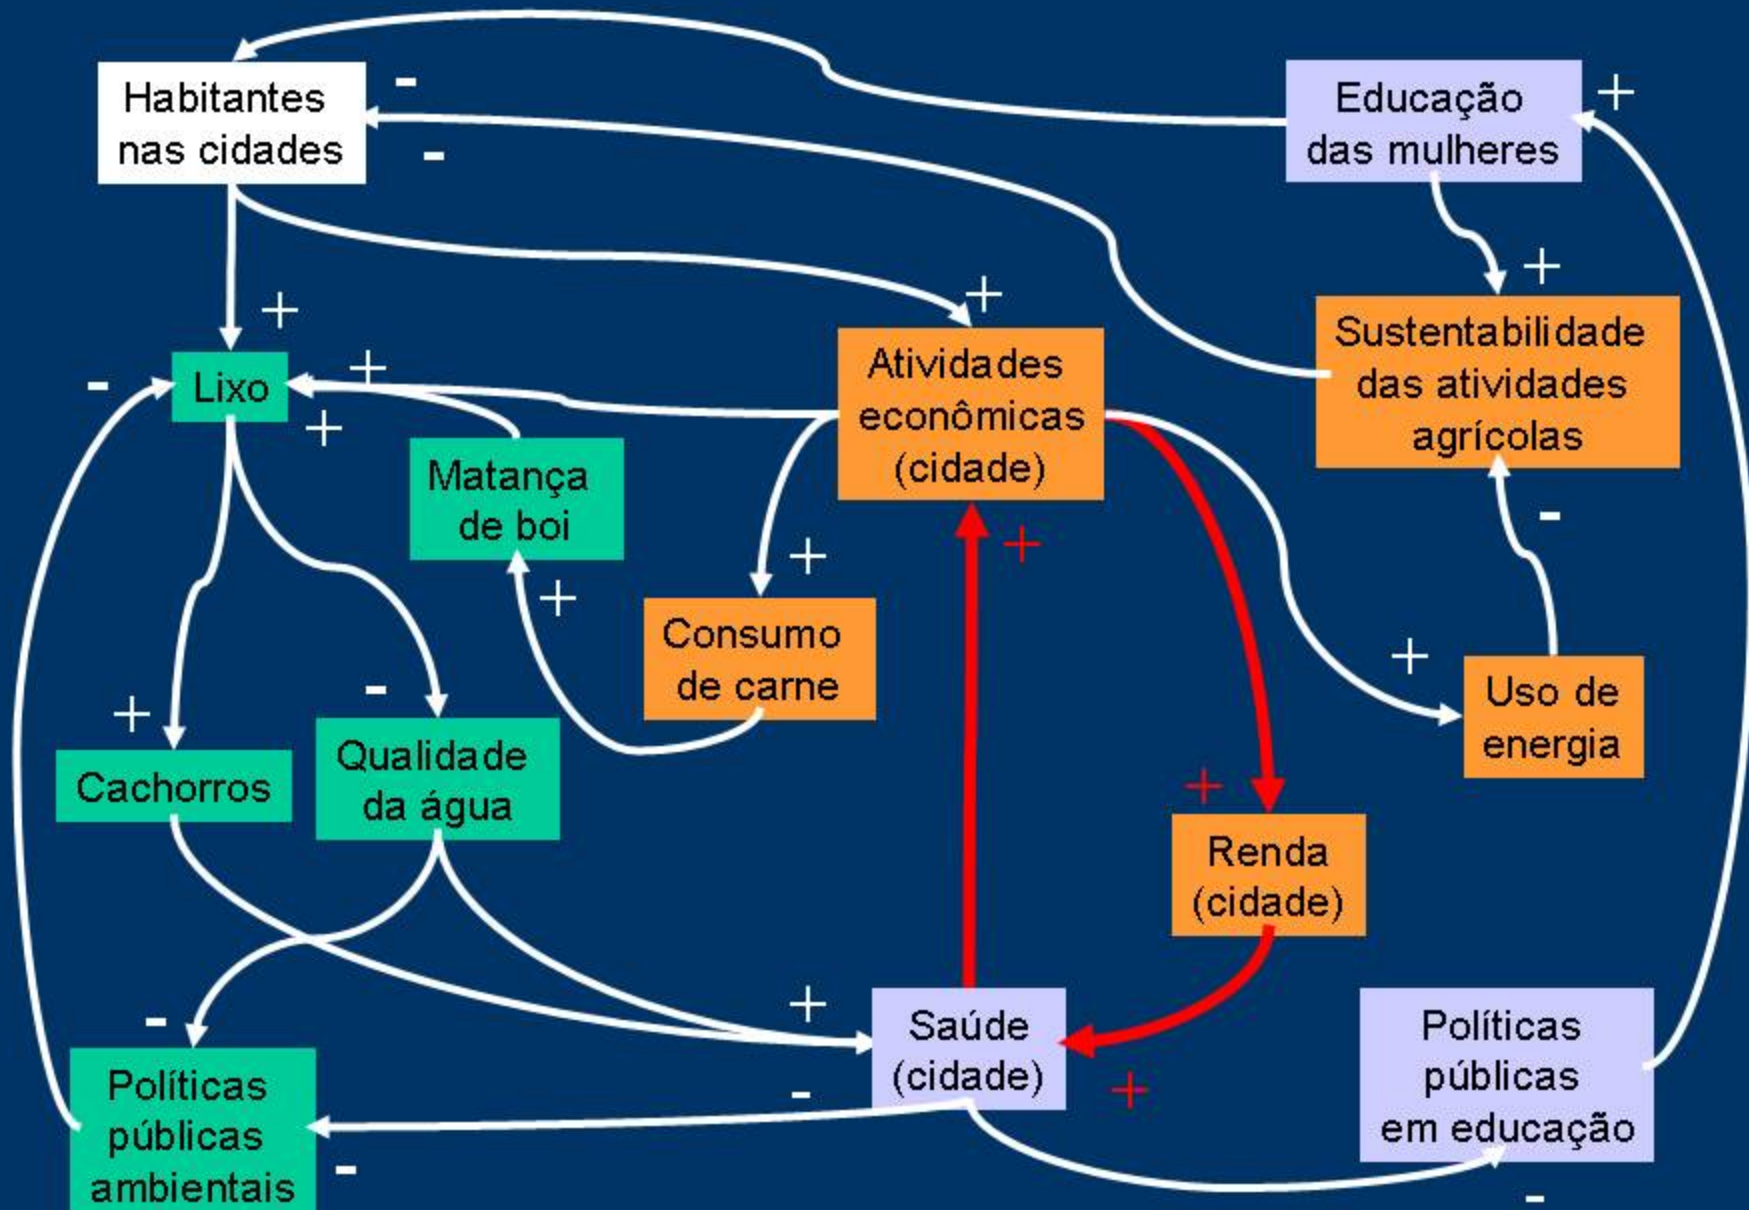 Habitantes
nas cidades
-
-
Educação
das mulheres
+
+
+
+
Lixo
-
+
+
Atividades
econômicas
(cidade)
+
Sustentabilidade
das atividades
agrícolas
-
Matança
de boi
+
+
Consumo
de carne
+
Uso de
energia
+
Cachorros
-
Qualidade
da água
+
Renda
(cidade)
-
+
-
Saúde
(cidade)
+
Políticas
públicas
ambientais
-
Políticas
públicas
em educação
-